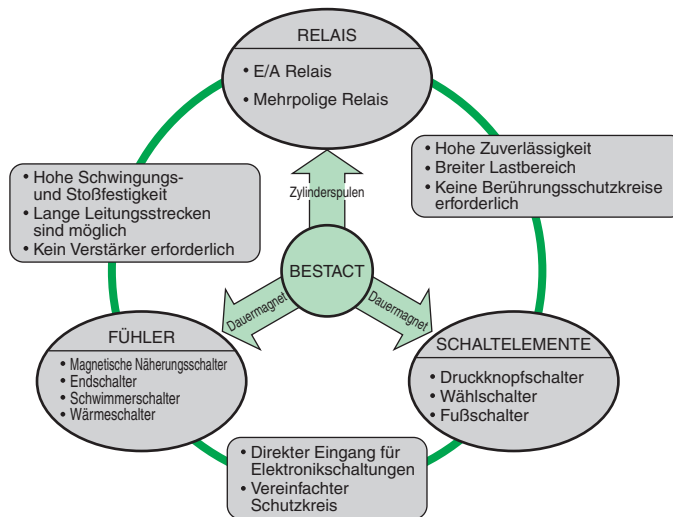 RELAIS
• E/A Relais
• Mehrpolige Relais
• Hohe Schwingungs-
und Stoßfestigkeit
• Lange Leitungsstrecken
sind möglich
• Kein Verstärker erforderlich
• Hohe Zuverlässigkeit
• Breiter Lastbereich
• Keine Berührungsschutzkreise
erforderlich
Zylinderspulen
BESTACT
Dauermagnet
Dauermagnet
FÜHLER
• Magnetische Näherungsschalter
• Endschalter
• Schwimmerschalter
• Wärmeschalter
SCHALTELEMENTE
• Druckknopfschalter
• Wählschalter
• Fußschalter
• Direkter Eingang für
Elektronikschaltungen
• Vereinfachter
Schutzkreis